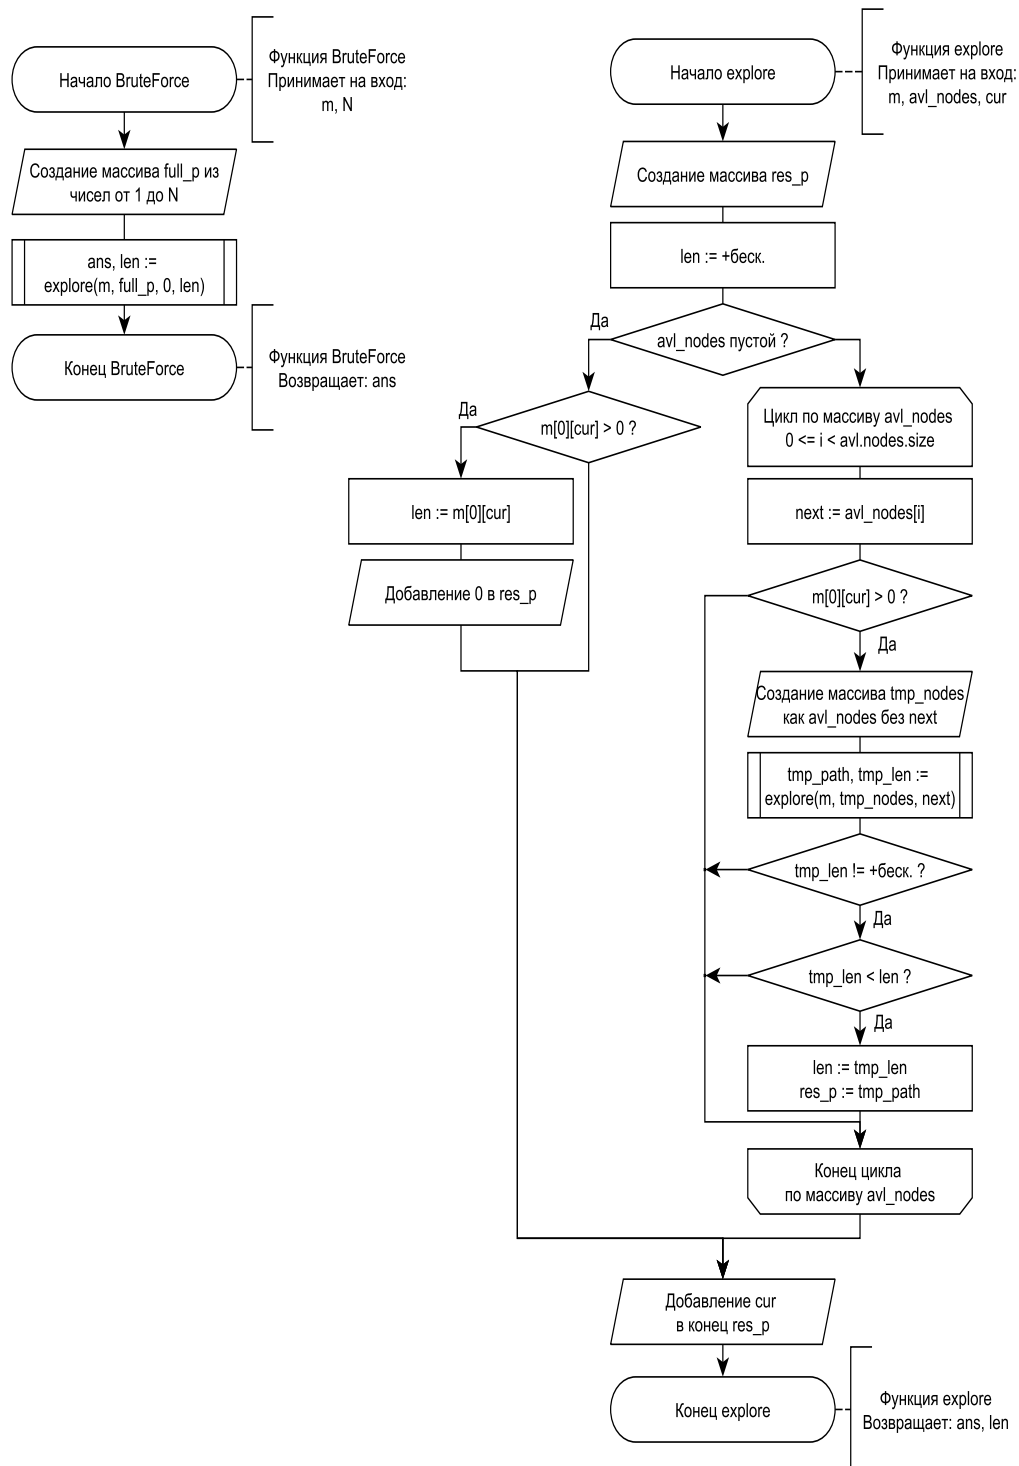 Начало BruteForce
Функция BruteForce
Принимает на вход:
m, N
Создание массива full_p из
чисел от 1 до N
ans, len :=
explore(m, full_p, 0, len)
Конец BruteForce
Функция BruteForce
Возвращает: ans
Начало explore
Функция explore
Принимает на вход:
m, avl_nodes, cur
Создание массива res_p
len := +беск.
avl_nodes пустой ?
Да
m[0][cur] > 0 ?
Да
len := m[0][cur]
Добавление 0 в res_p
Цикл по массиву avl_nodes
0 <= i < avl.nodes.size
next := avl_nodes[i]
m[0][cur] > 0 ?
Да
Создание массива tmp_nodes
как avl_nodes без next
tmp_path, tmp_len :=
explore(m, tmp_nodes, next)
tmp_len != +беск. ?
Да
tmp_len < len ?
Да
len := tmp_len
res_p := tmp_path
Конец цикла
по массиву avl_nodes
Добавление cur
в конец res_p
Конец explore
Функция explore
Возвращает: ans, len